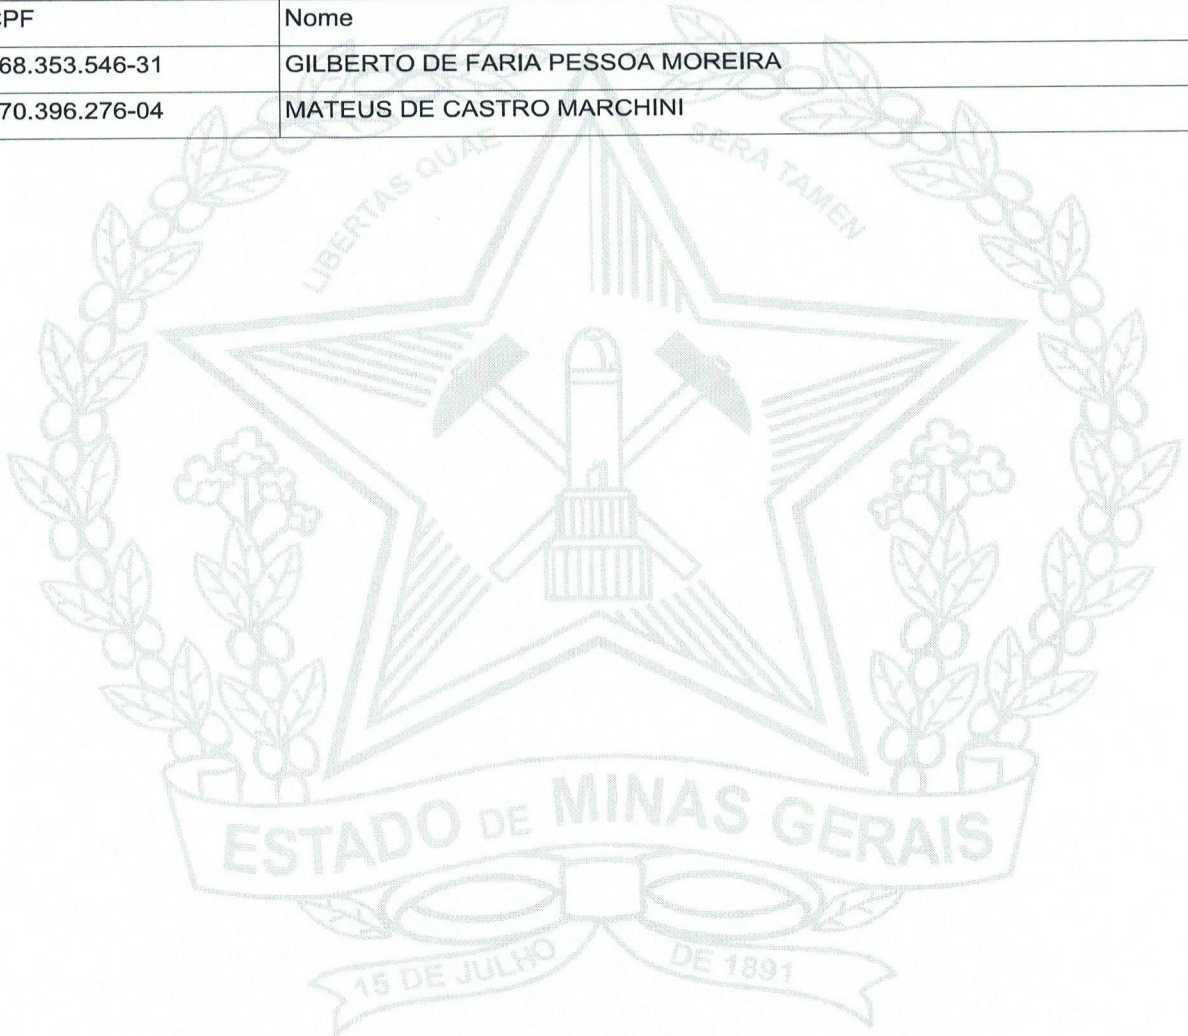 CPF Nome
68.353.546-31 GILBERTO DE FARIA PESSOA MOREIRA
70.396.276-04 MATEUS DE CASTRO MARCHINI
LIBERTAS QUAE SERA TAMEN
ESTADO DE MINAS GERAIS
15 DE JULHO DE 1891